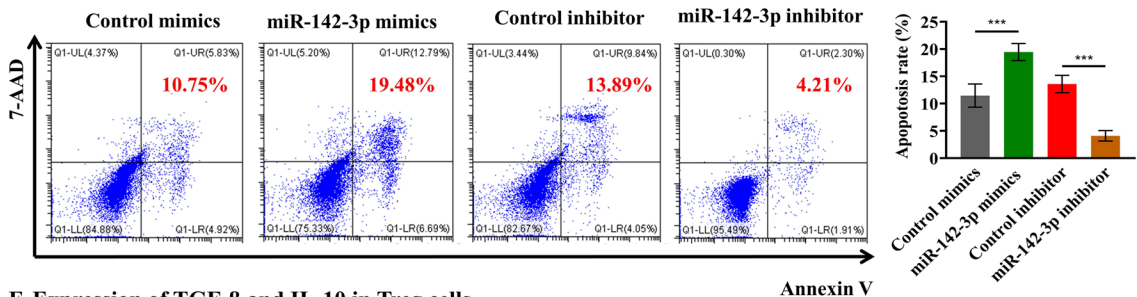 Control mimics
miR-142-3p mimics
Control inhibitor
miR-142-3p inhibitor
7-AAD
Q1-UL(4.37%)
Q1-UR(5.83%)
10.75%
Q1-LL(84.88%)
Q1-LR(4.92%)
Q1-UL(5.20%)
Q1-UR(12.79%)
19.48%
Q1-LL(75.33%)
Q1-LR(6.69%)
Q1-UL(3.44%)
Q1-UR(9.84%)
13.89%
Q1-LL(82.67%)
Q1-LR(4.05%)
Q1-UL(0.30%)
Q1-UR(2.30%)
4.21%
Q1-LL(95.49%)
Q1-LR(1.91%)
Annexin V
Apopotosis rate (%)
25
20
15
10
5
0
***
***
Control mimics
miR-142-3p mimics
Control inhibitor
miR-142-3p inhibitor